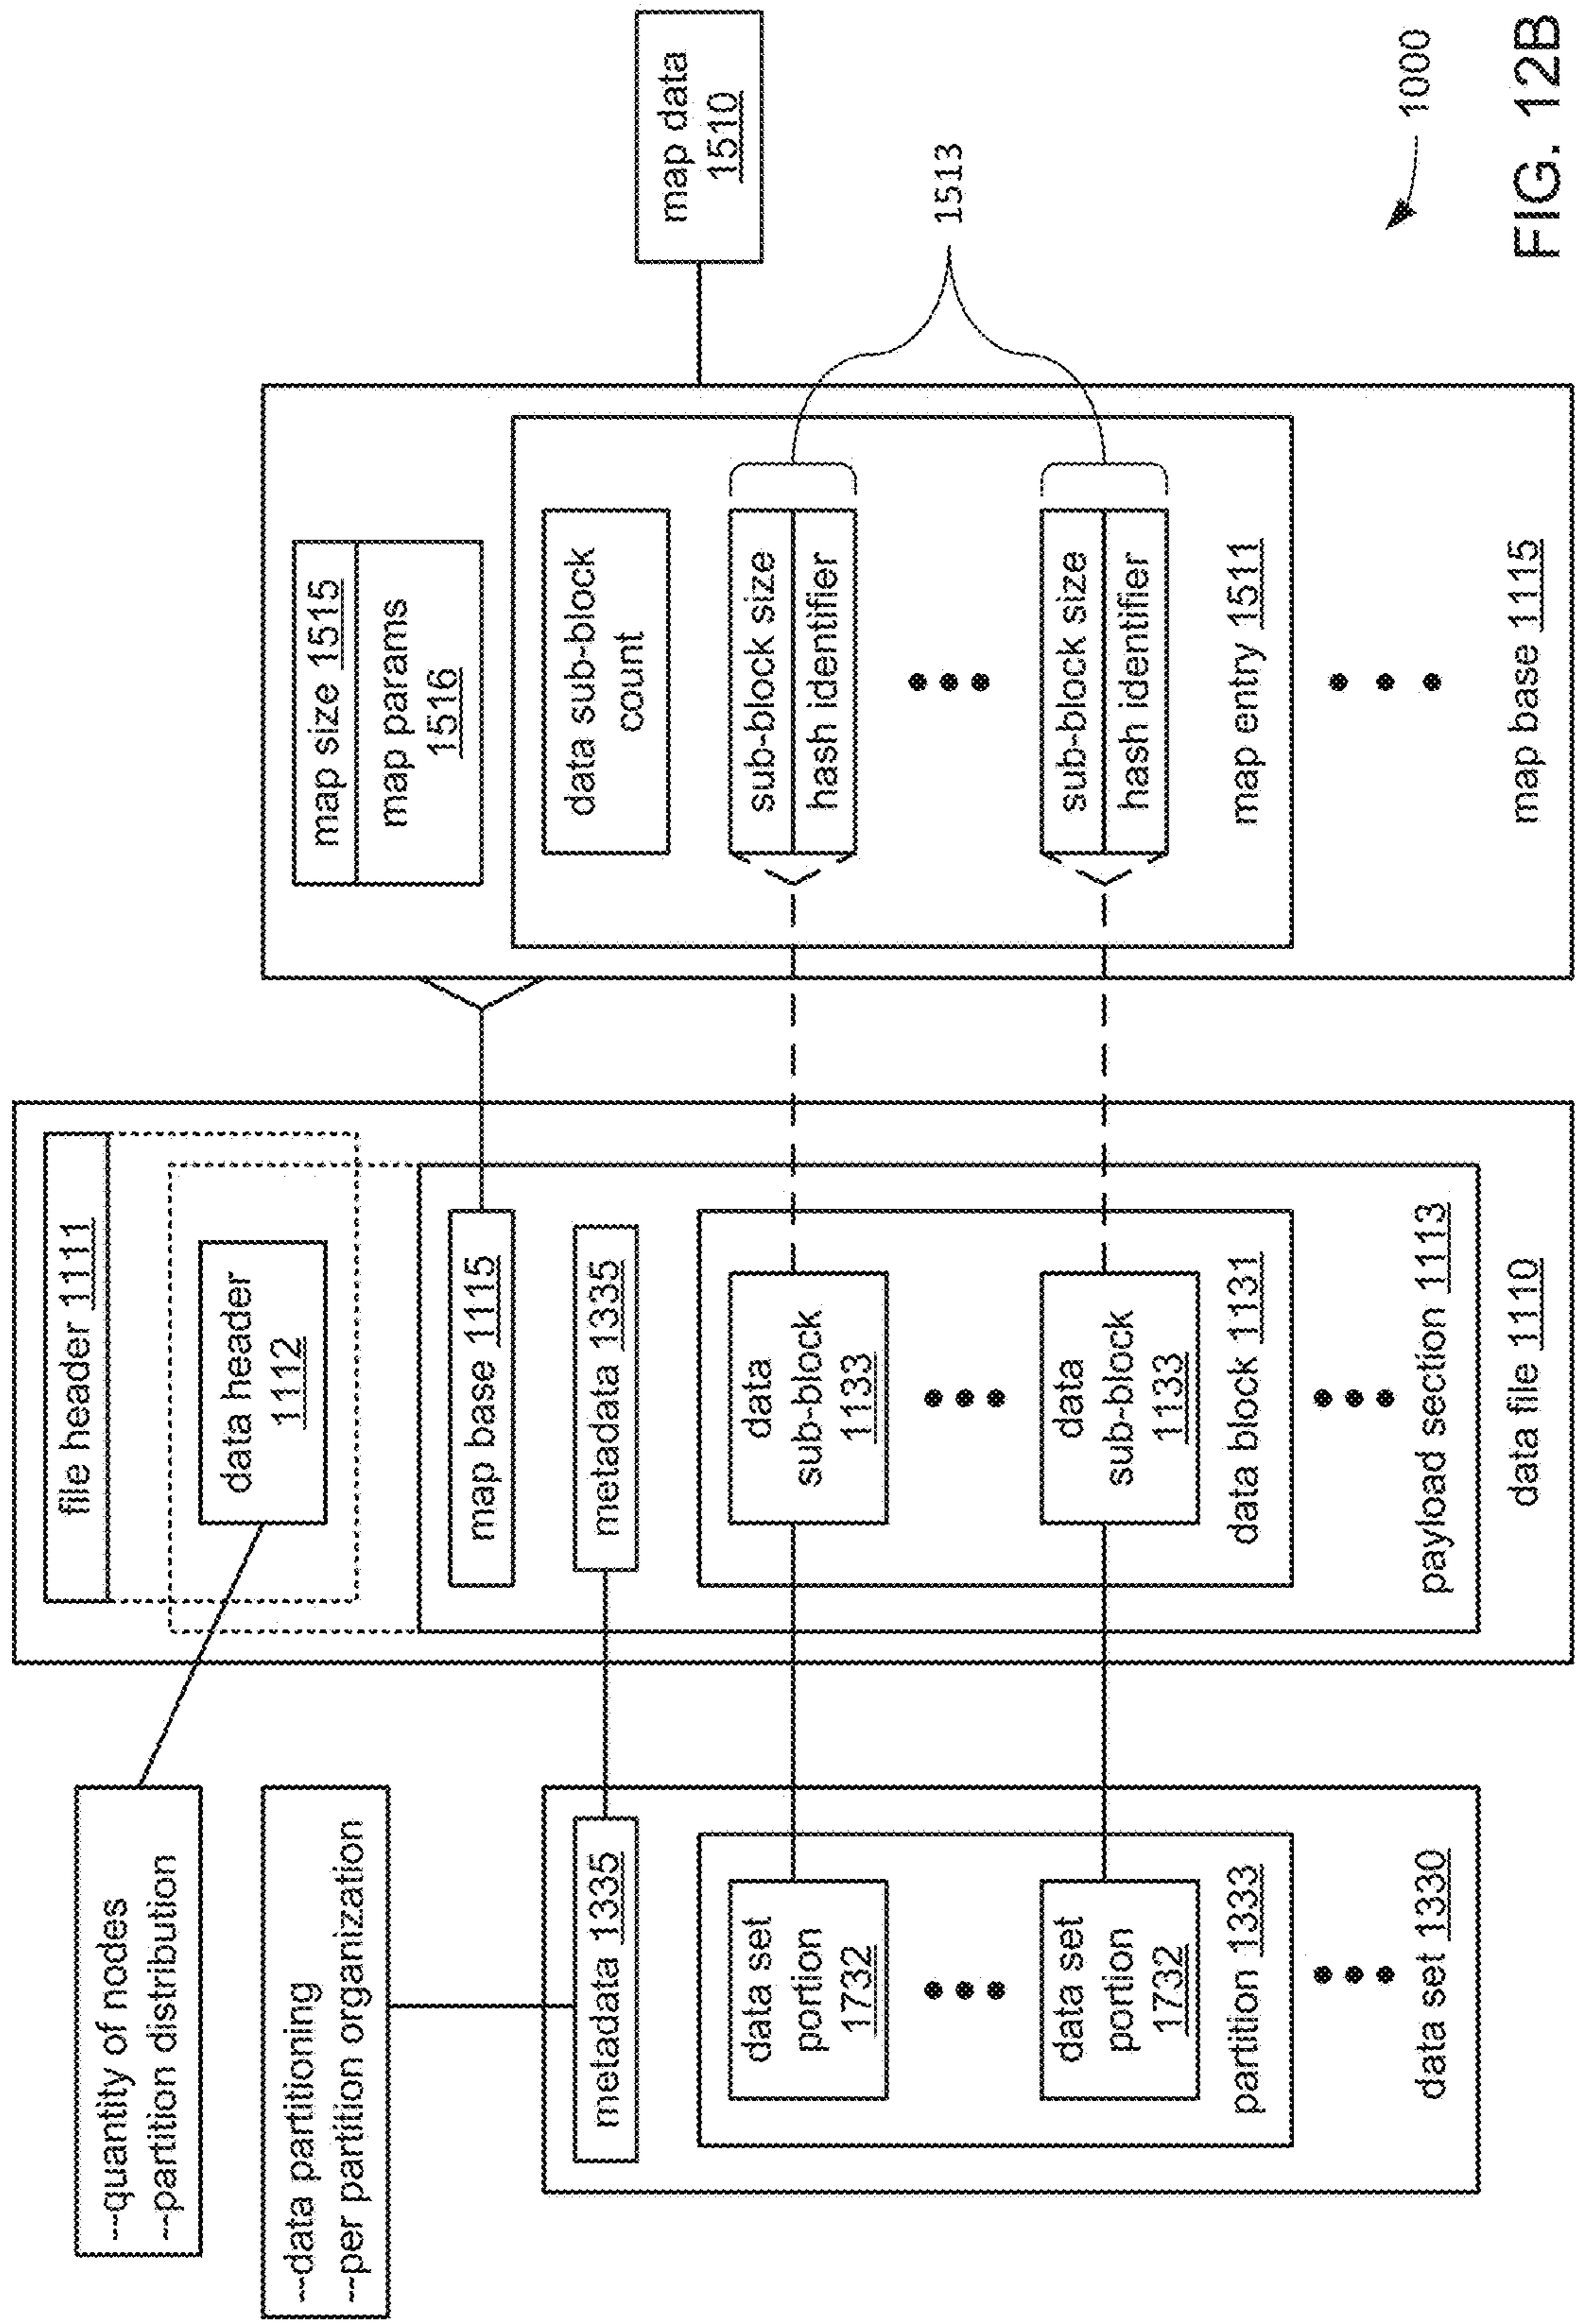 ---quantity of nodes
---partition distribution
---data partitioning
---per partition organization
metadata 1335
data set
portion
1732
data set
portion
1732
partition 1333
data set 1330
file header 1111
data header
1112
map base 1115
metadata 1335
data
sub-block
1133
data
sub-block
1133
data block 1131
payload section 1113
data file 1110
map size 1515
map params
1516
data sub-block
count
sub-block size
hash identifier
sub-block size
hash identifier
map entry 1511
map base 1115
map data
1510
1513
1000
FIG. 12B